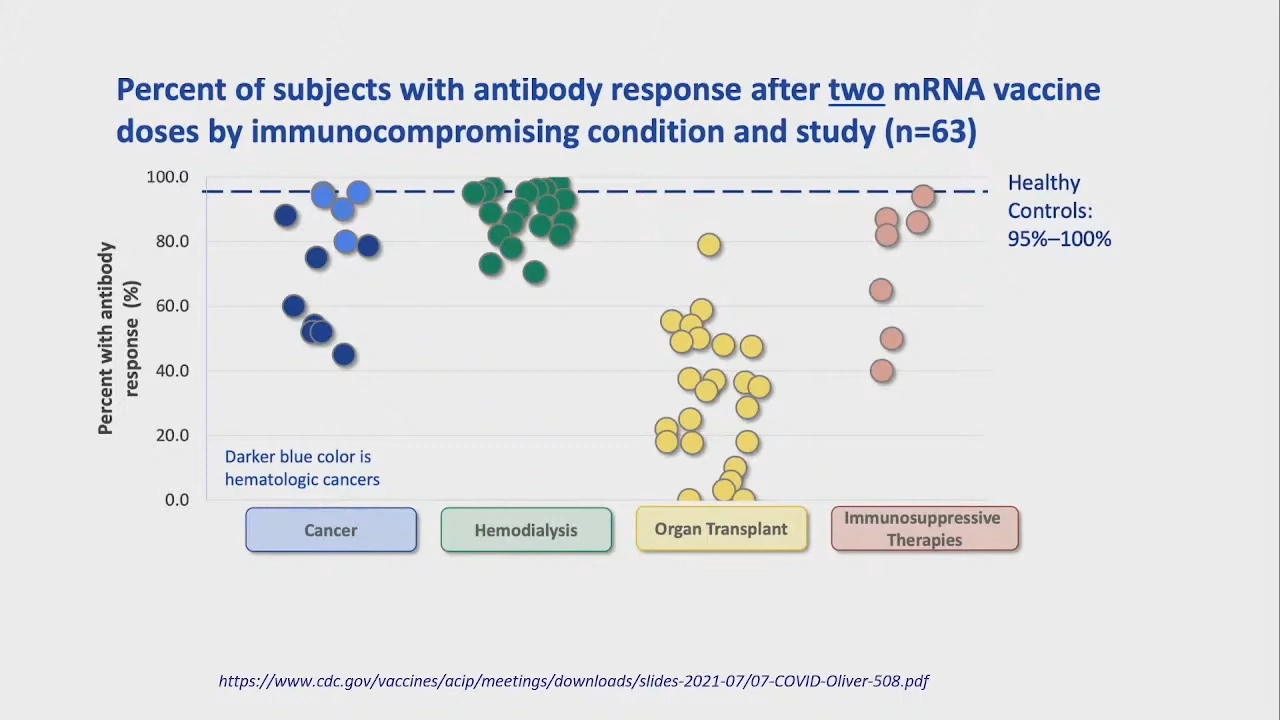 Percent of subjects with antibody response after two mRNA vaccine
doses by immunocompromising condition and study (n=63)
100.0
80.0
60.0
40.0
20.0
0.0
Percent with antibody
response (%)
Healthy
Controls:
95%–100%
Darker blue color is
hematologic cancers
Cancer
Hemodialysis
Organ Transplant
Immunosuppressive
Therapies
https://www.cdc.gov/vaccines/acip/meetings/downloads/slides-2021-07/07-COVID-Oliver-508.pdf